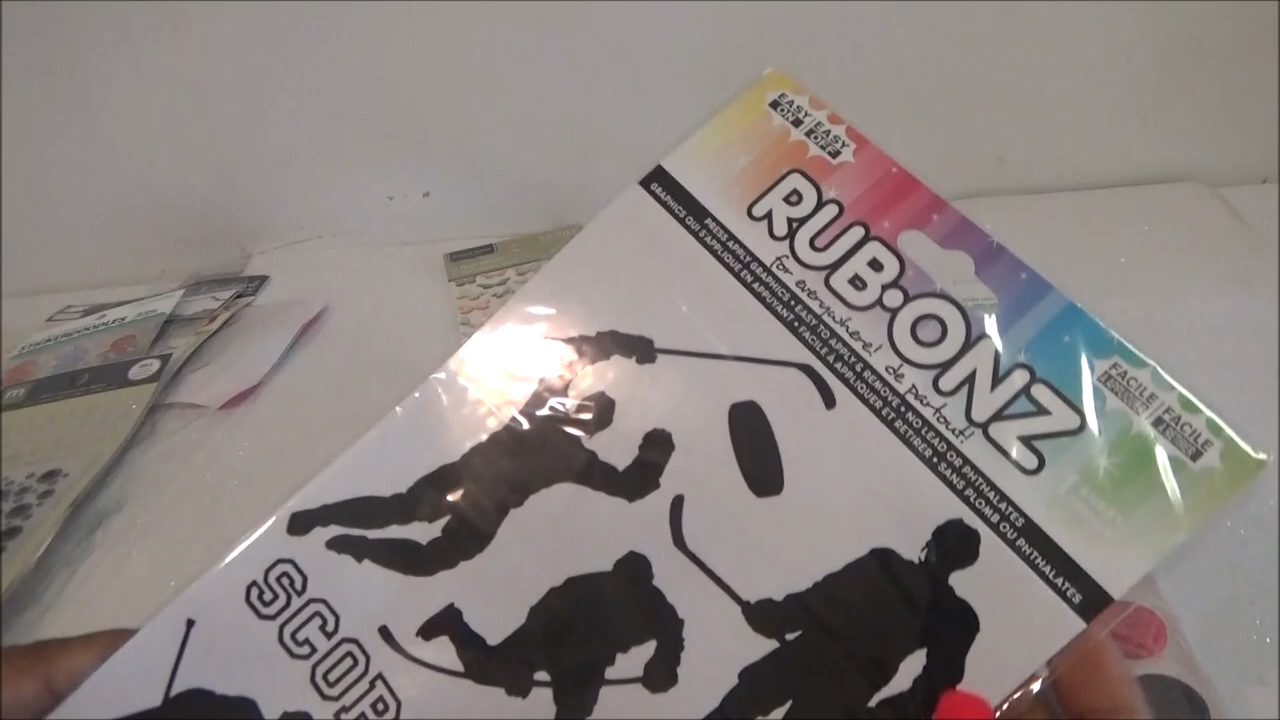 EASY ON
EASY OFF
RUB·ONZ
for everywhere! de partout!
FACILE
FACILE
PRESS APPLY GRAPHICS • EASY TO APPLY & REMOVE • NO LEAD OR PHTHALATES
GRAPHICS QUI S'APPLIQUE EN APPUYANT • FACILE À APPLIQUER ET RETIRER • SANS PLOMB OU PHTHALATES
SCOR
STICKERDOODLES